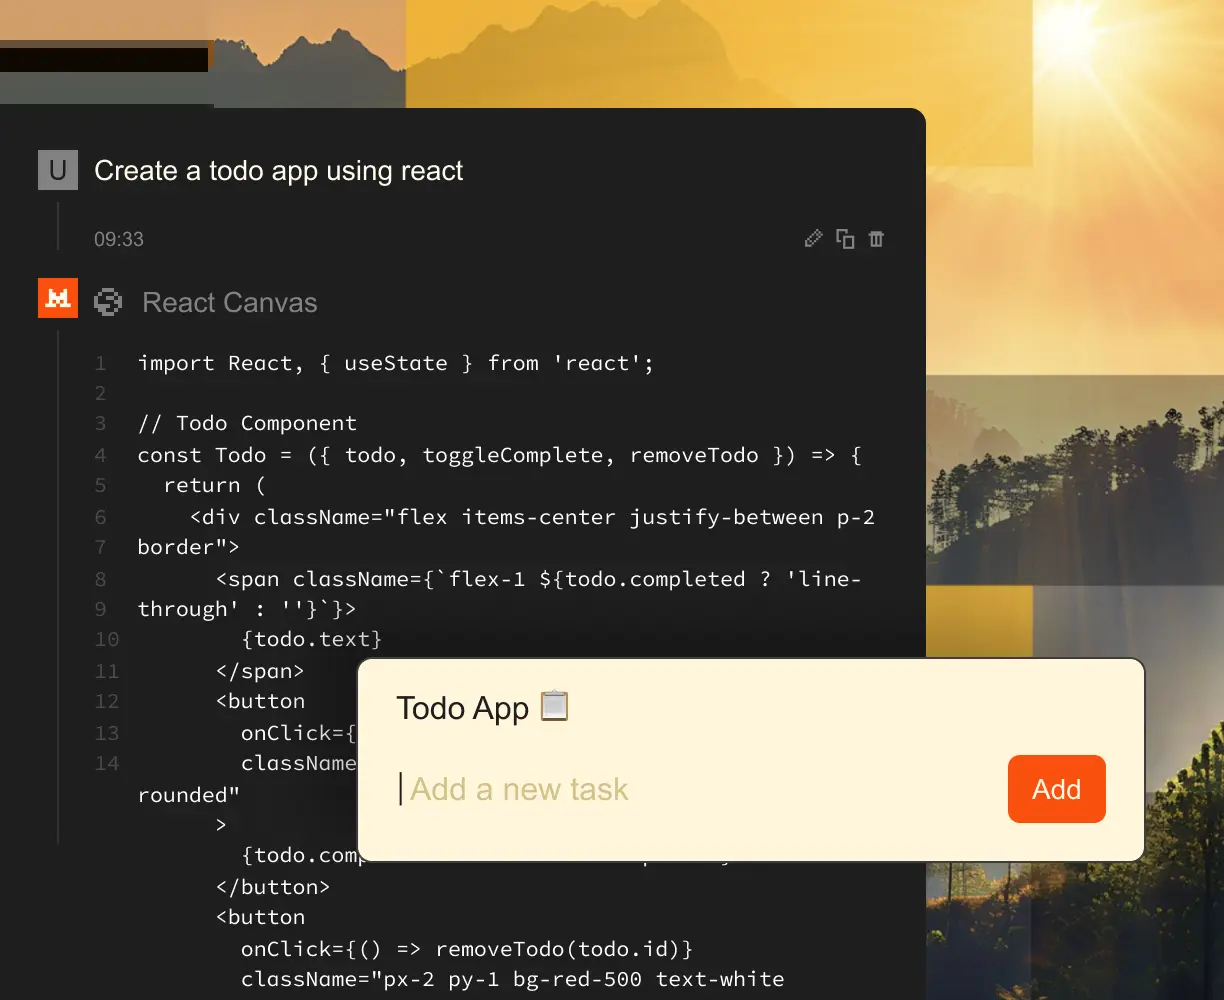 U Create a todo app using react
09:33
React Canvas
1 import React, { useState } from 'react';
2
3 // Todo Component
4 const Todo = ({ todo, toggleComplete, removeTodo }) => {
5 return (
6 <div className="flex items-center justify-between p-2
7 border">
8 <span className={`flex-1 ${todo.completed ? 'line-
9 through' : ''}`}>
10 {todo.text}
11 </span>
12 <button
13 onClick={
14 className
rounded"
>
{todo.comp
</button>
<button
onClick={() => removeTodo(todo.id)}
className="px-2 py-1 bg-red-500 text-white
Todo App 📋
Add a new task
Add